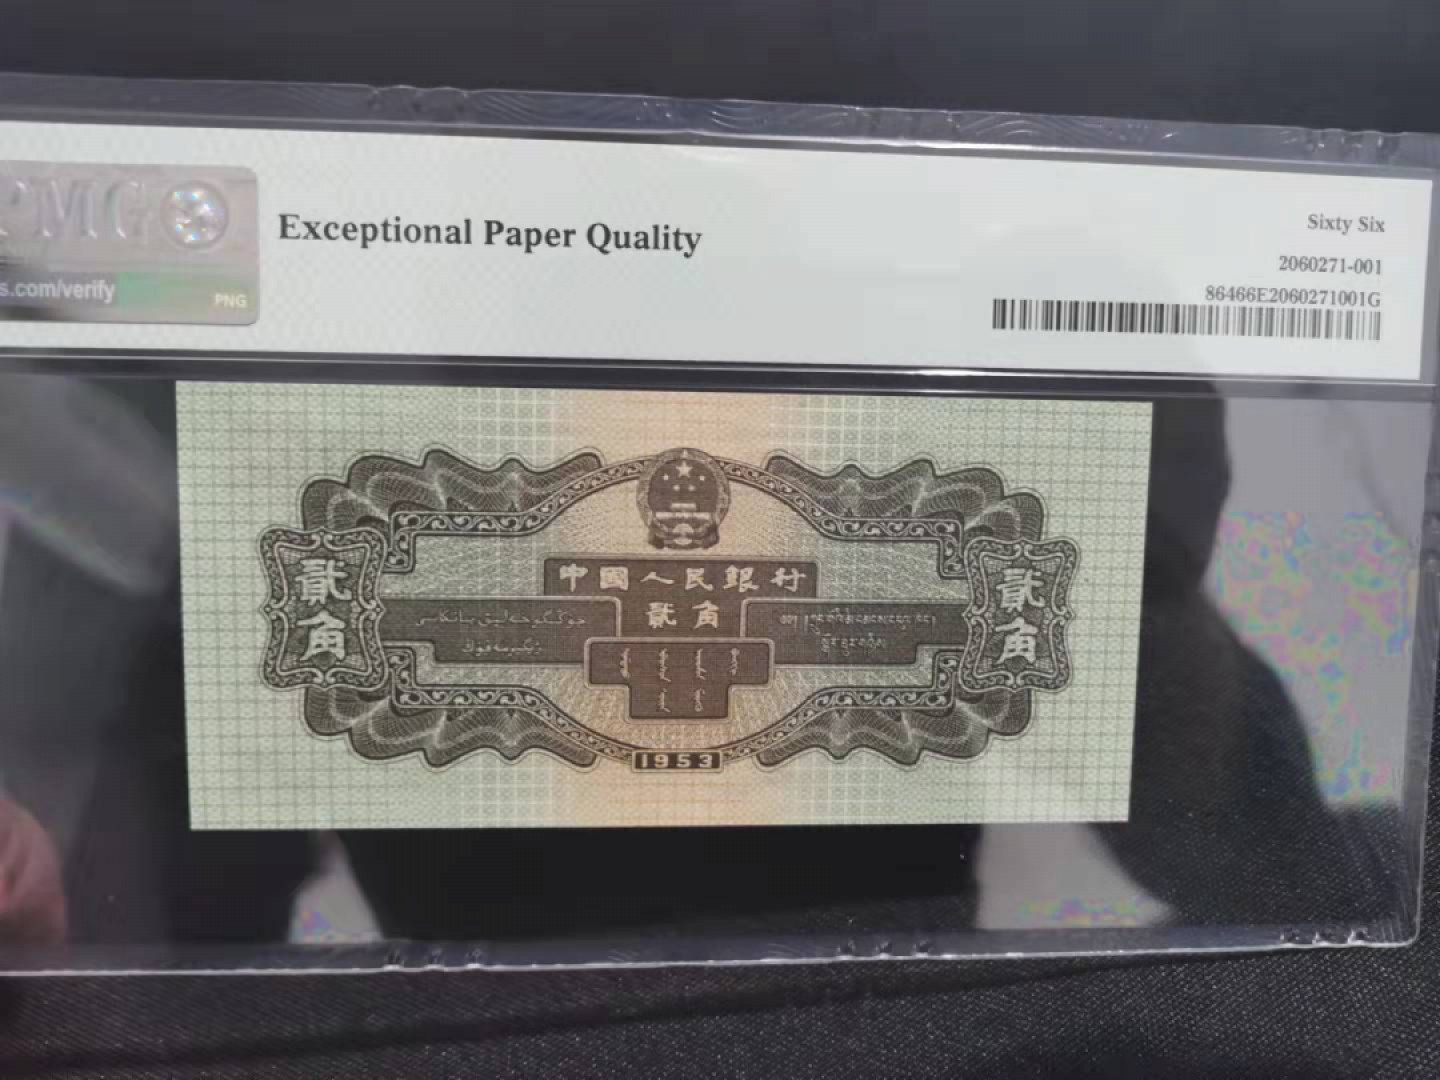 PMG
Exceptional Paper Quality
s.com/verify
PNG
Sixty Six
2060271-001
86466E2060271001G
中國人民銀行
貳角
貳角
貳角
1953